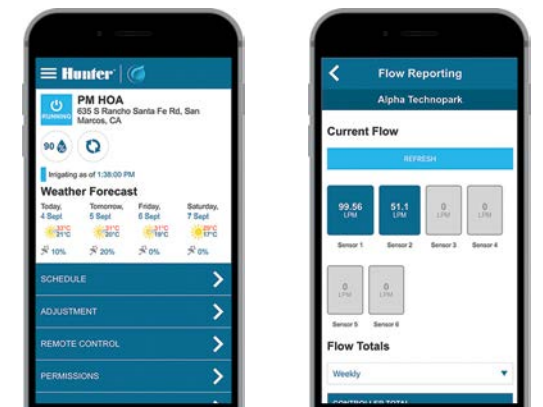 Hunter
PM HOA
635 S Rancho Santa Fe Rd, San
Marcos, CA
RUNNING
90
Irrigating as of 1:38:00 PM
Weather Forecast
Today, Tomorrow, Friday, Saturday,
4 Sept 5 Sept 6 Sept 7 Sept
10% 20% 0% 0%
SCHEDULE
ADJUSTMENT
REMOTE CONTROL
PERMISSIONS
Flow Reporting
Alpha Technopark
Current Flow
REFRESH
99.56 51.1 0 0
LPM LPM LPM LPM
Sensor 1 Sensor 2 Sensor 3 Sensor 4
0 0
LPM LPM
Sensor 5 Sensor 6
Flow Totals
Weekly
CONTROLLER TOTAL